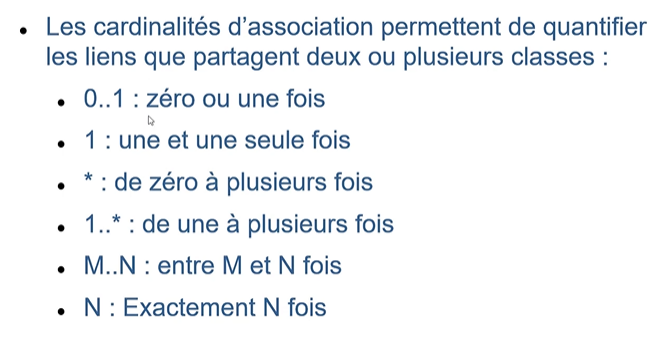 • Les cardinalités d’association permettent de quantifier
les liens que partagent deux ou plusieurs classes :
• 0..1 : zéro ou une fois
• 1 : une et une seule fois
• * : de zéro à plusieurs fois
• 1..* : de une à plusieurs fois
• M..N : entre M et N fois
• N : Exactement N fois